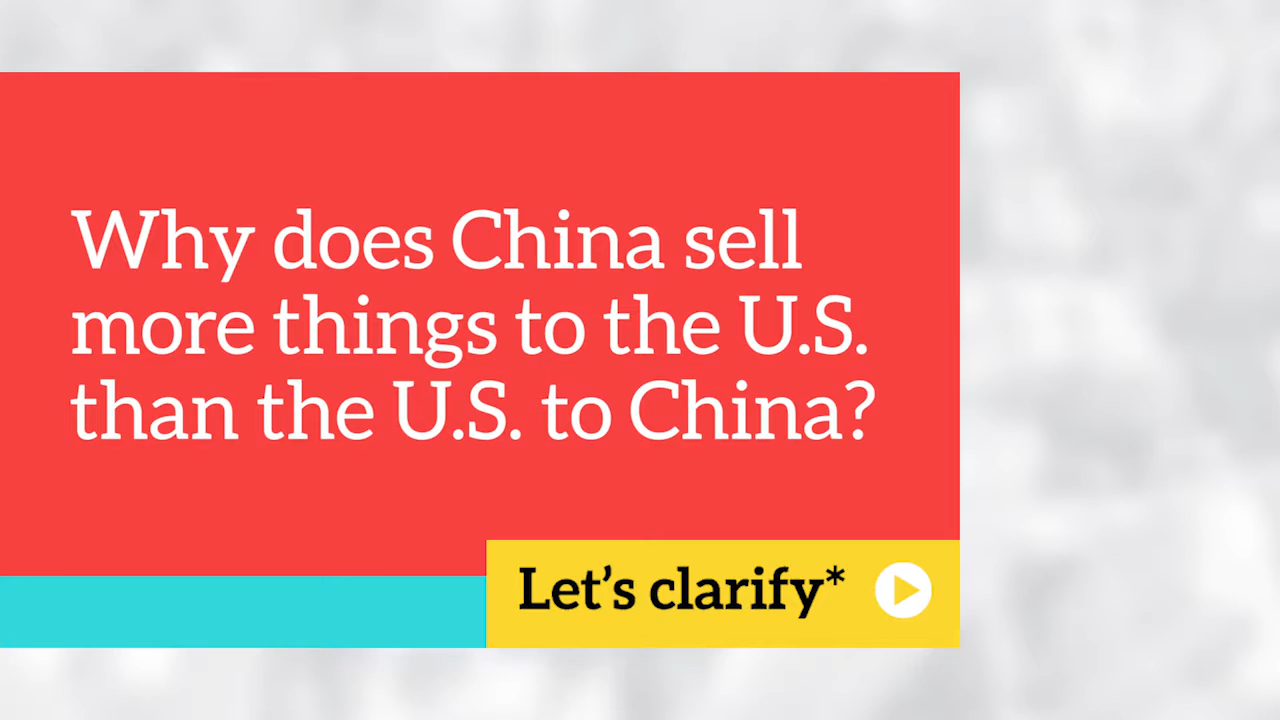 Why does China sell
more things to the U.S.
than the U.S. to China?
Let’s clarify*